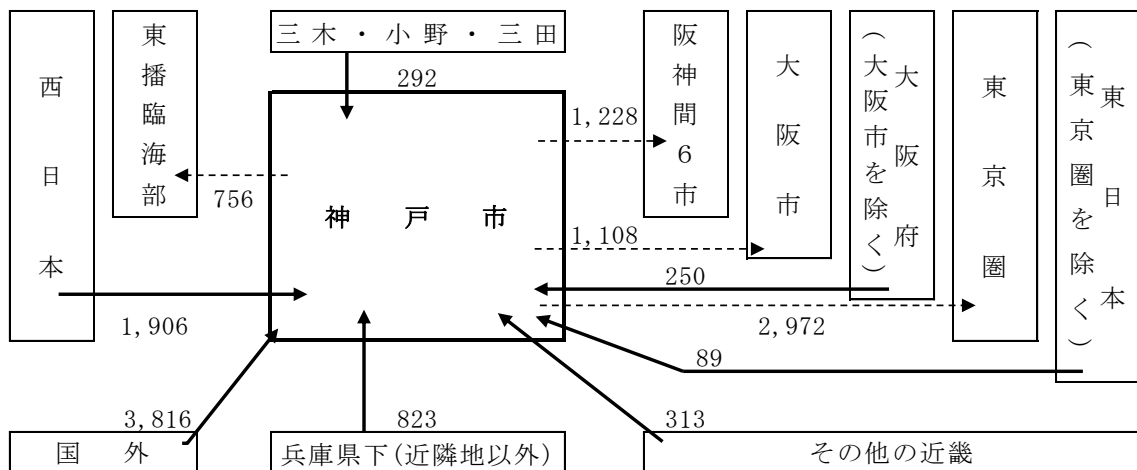 西日本
東播臨海部
三木・小野・三田
阪神間6市
大阪市
大阪府
(大阪市を除く)
東京圏
東日本
(東京圏を除く)
292
1,228
756
神戸市
1,108
250
1,906
2,972
89
3,816
823
313
国外
兵庫県下(近隣地以外)
その他の近畿